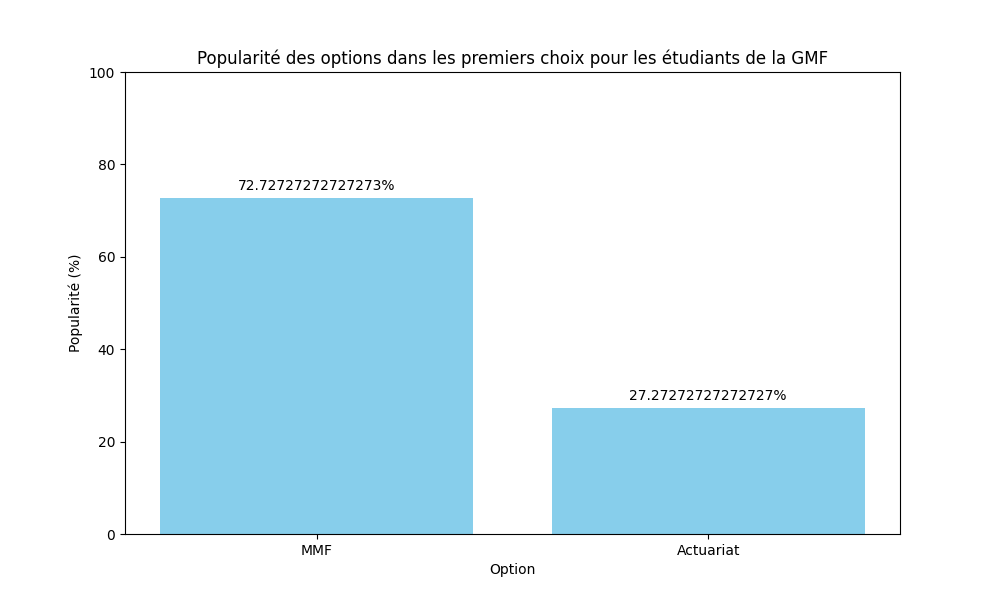 Popularité des options dans les premiers choix pour les étudiants de la GMF
100
80
60
40
20
0
Popularité (%)
72.72727272727273%
27.27272727272727%
MMF
Actuariat
Option